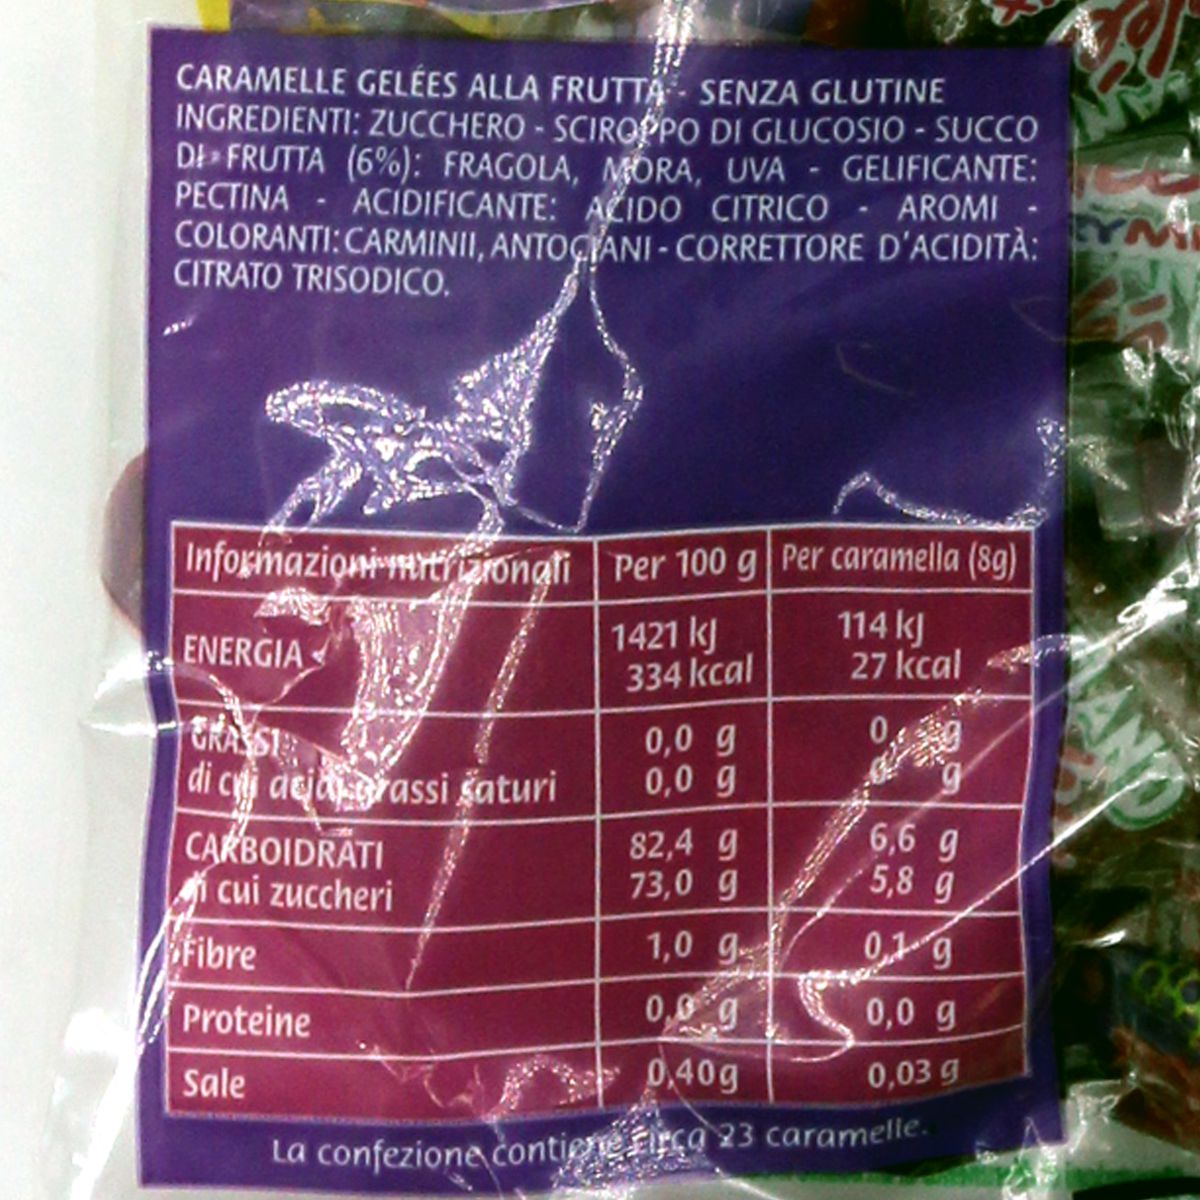 CARAMELLE GELÉES ALLA FRUTTA - SENZA GLUTINE
INGREDIENTI: ZUCCHERO - SCIROPPO DI GLUCOSIO - SUCCO
DI FRUTTA (6%): FRAGOLA, MORA, UVA - GELIFICANTE:
PECTINA - ACIDIFICANTE: ACIDO CITRICO - AROMI -
COLORANTI: CARMINII, ANTOCIANI - CORRETTORE D'ACIDITÀ:
CITRATO TRISODICO.
Informazioni nutrizionali Per 100 g Per caramella (8g)
ENERGIA 1421 kJ 114 kJ
334 kcal 27 kcal
GRASSI 0,0 g g
di cui acidi grassi saturi 0,0 g g
CARBOIDRATI 82,4 g 6,6 g
di cui zuccheri 73,0 g 5,8 g
Fibre 1,0 g 0,1 g
Proteine 0,0 g 0,0 g
Sale 0,40g 0,03 g
La confezione contiene circa 23 caramelle.